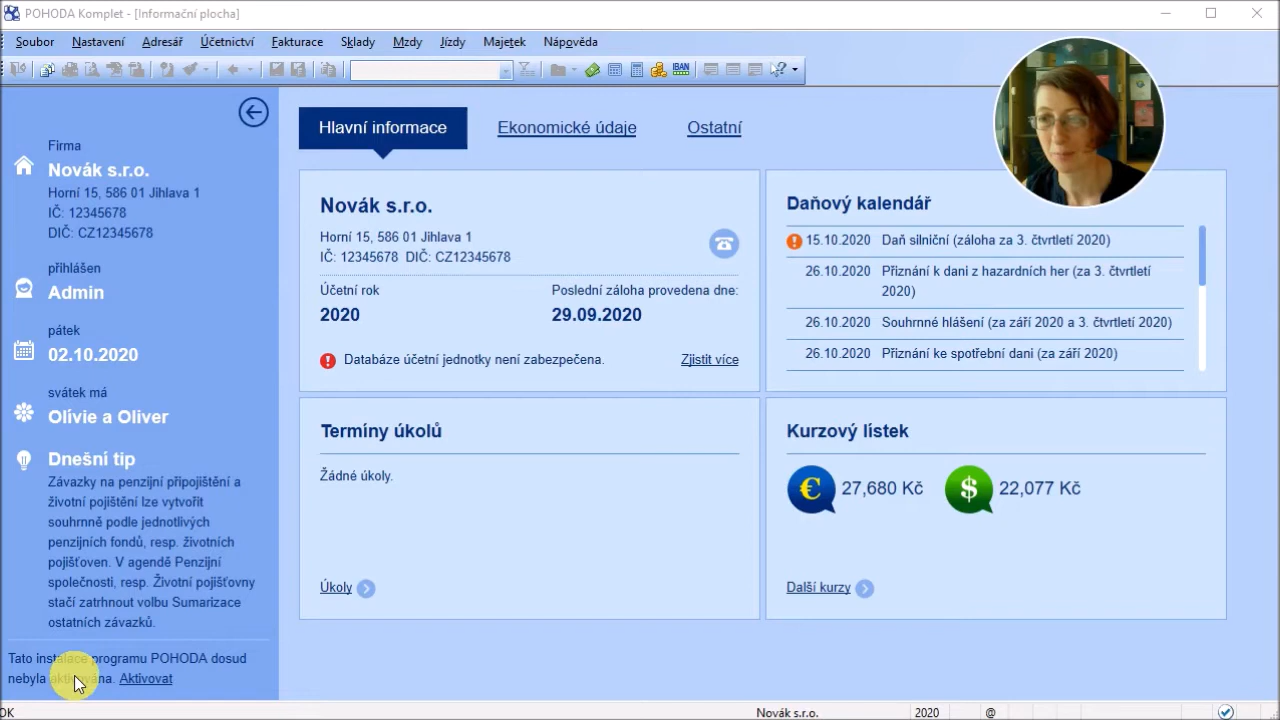 POHODA Komplet - [Informační plocha]
Soubor Nastavení Adresář Účetnictví Fakturace Sklady Mzdy Jízdy Majetek Nápověda
IBAN
Firma
Novák s.r.o.
Horní 15, 586 01 Jihlava 1
IČ: 12345678
DIČ: CZ12345678
přihlášen
Admin
pátek
02.10.2020
svátek má
Olívie a Oliver
Dnešní tip
Závazky na penzijní připojištění a
životní pojištění lze vytvořit
souhrnně podle jednotlivých
penzijních fondů, resp. životních
pojišťoven. V agendě Penzijní
společnosti, resp. Životní pojišťovny
stačí zatrhnout volbu Sumarizace
ostatních závazků.
Tato instalace programu POHODA dosud
nebyla aktivována. Aktivovat
Hlavní informace Ekonomické údaje Ostatní
Novák s.r.o.
Horní 15, 586 01 Jihlava 1
IČ: 12345678 DIČ: CZ12345678
Účetní rok Poslední záloha provedena dne:
2020 29.09.2020
Databáze účetní jednotky není zabezpečena. Zjistit více
Daňový kalendář
15.10.2020 Daň silniční (záloha za 3. čtvrtletí 2020)
26.10.2020 Přiznání k dani z hazardních her (za 3. čtvrtletí
2020)
26.10.2020 Souhrnné hlášení (za září 2020 a 3. čtvrtletí 2020)
26.10.2020 Přiznání ke spotřební dani (za září 2020)
Termíny úkolů
Žádné úkoly.
Úkoly
Kurzový lístek
€ 27,680 Kč $ 22,077 Kč
Další kurzy
OK Novák s.r.o. 2020 @